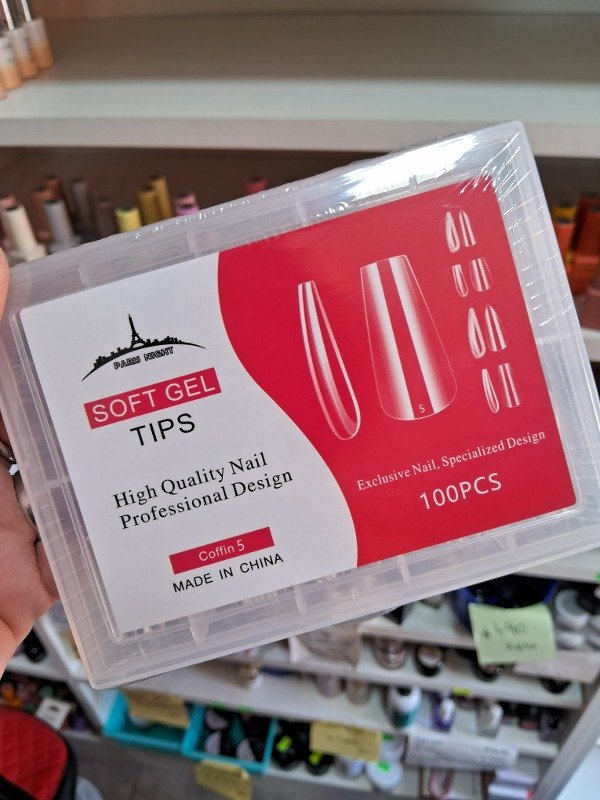 PARIS NIGHT
SOFT GEL
TIPS
High Quality Nail
Professional Design
Coffin 5
MADE IN CHINA
5
Exclusive Nail, Specialized Design
100PCS